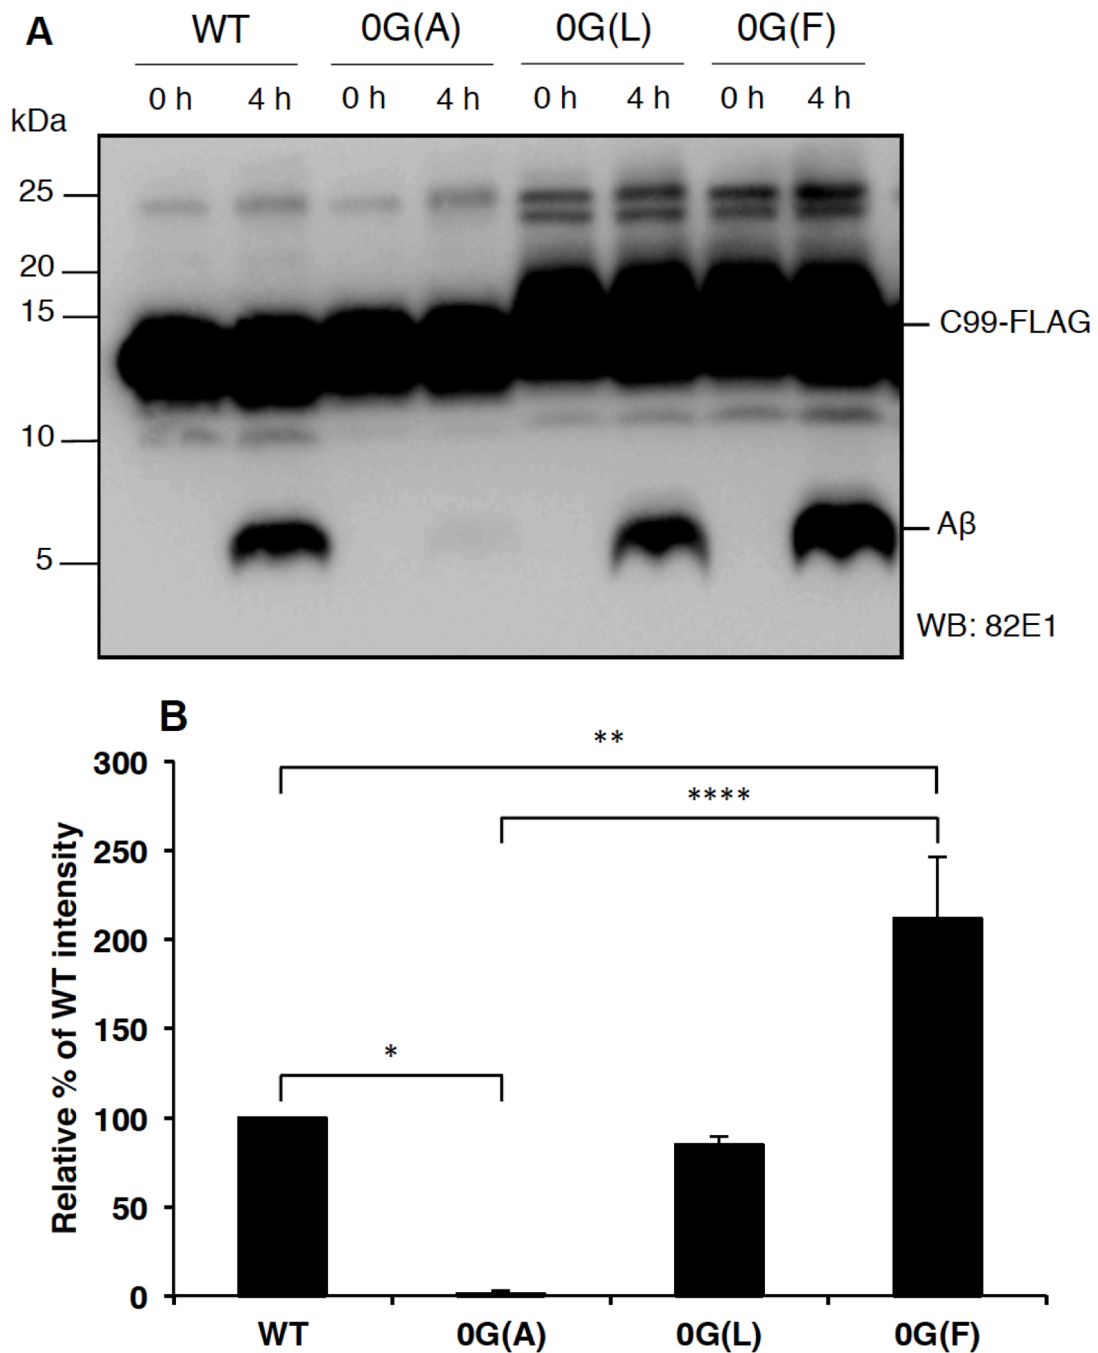 A
WT 0G(A) 0G(L) 0G(F)
0 h 4 h 0 h 4 h 0 h 4 h 0 h 4 h
kDa
25
20
15
C99-FLAG
10
Aβ
5
WB: 82E1
B
**
300
****
250
200
150
*
100
50
0
Relative % of WT intensity
WT 0G(A) 0G(L) 0G(F)